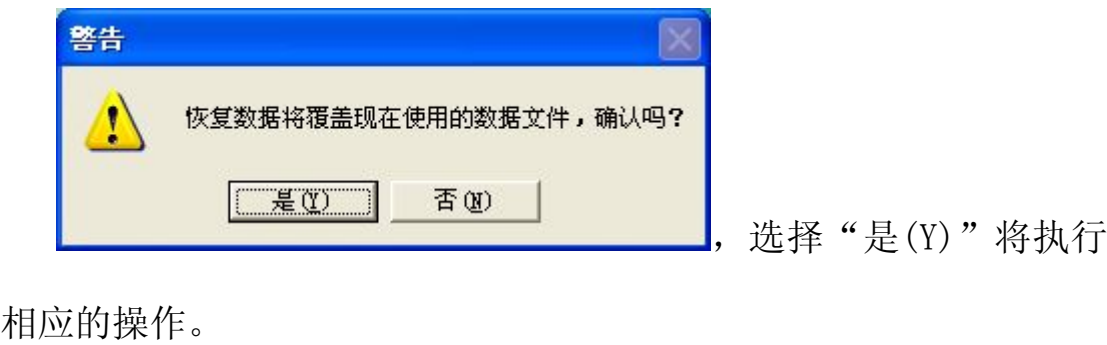 警告
恢复数据将覆盖现在使用的数据文件，确认吗？
是(Y) 否(N)
，选择“是(Y)”将执行
相应的操作。